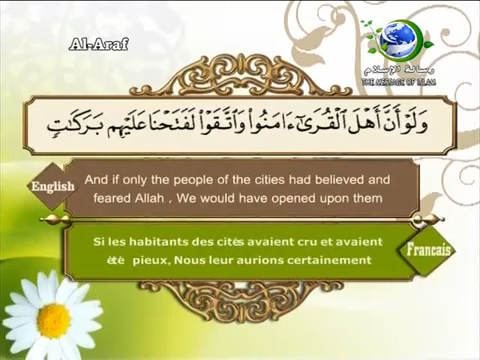 Al-Araf
رسالة الإسلام
THE MESSAGE OF ISLAM
وَلَوْ أَنَّ أَهْلَ ٱلْقُرَىٰٓ ءَامَنُوا۟ وَٱتَّقَوْا۟ لَفَتَحْنَا عَلَيْهِم بَرَكَٰتٍ
English
And if only the people of the cities had believed and
feared Allah , We would have opened upon them
Si les habitants des cités avaient cru et avaient
été pieux, Nous leur aurions certainement
Francais